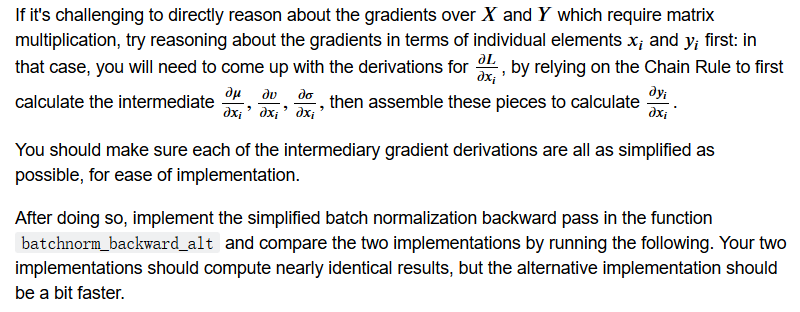 If it's challenging to directly reason about the gradients over X and Y which require matrix
multiplication, try reasoning about the gradients in terms of individual elements xᵢ and yᵢ first: in
that case, you will need to come up with the derivations for ∂L/∂xᵢ, by relying on the Chain Rule to first
calculate the intermediate ∂μ/∂xᵢ, ∂v/∂xᵢ, ∂σ/∂xᵢ, then assemble these pieces to calculate ∂yᵢ/∂xᵢ.
You should make sure each of the intermediary gradient derivations are all as simplified as
possible, for ease of implementation.
After doing so, implement the simplified batch normalization backward pass in the function
batchnorm_backward_alt and compare the two implementations by running the following. Your two
implementations should compute nearly identical results, but the alternative implementation should
be a bit faster.